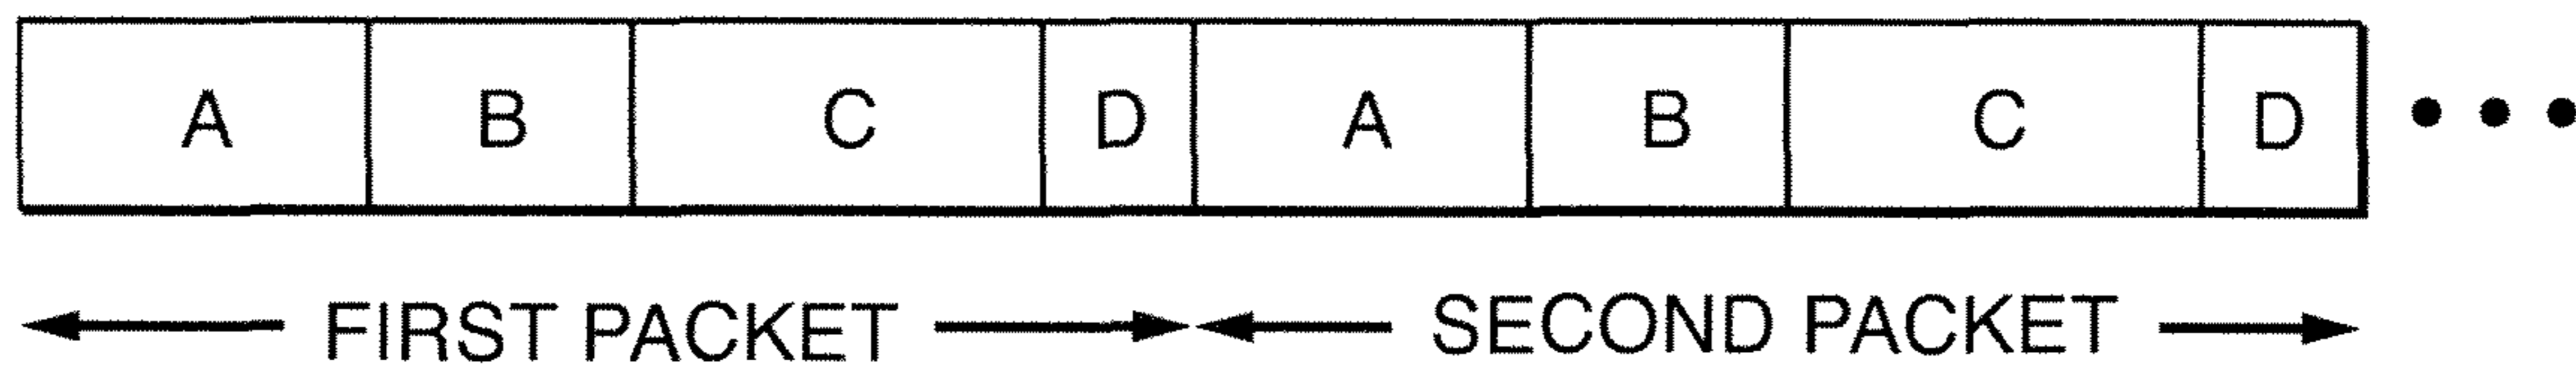 A B C D A B C D
FIRST PACKET SECOND PACKET